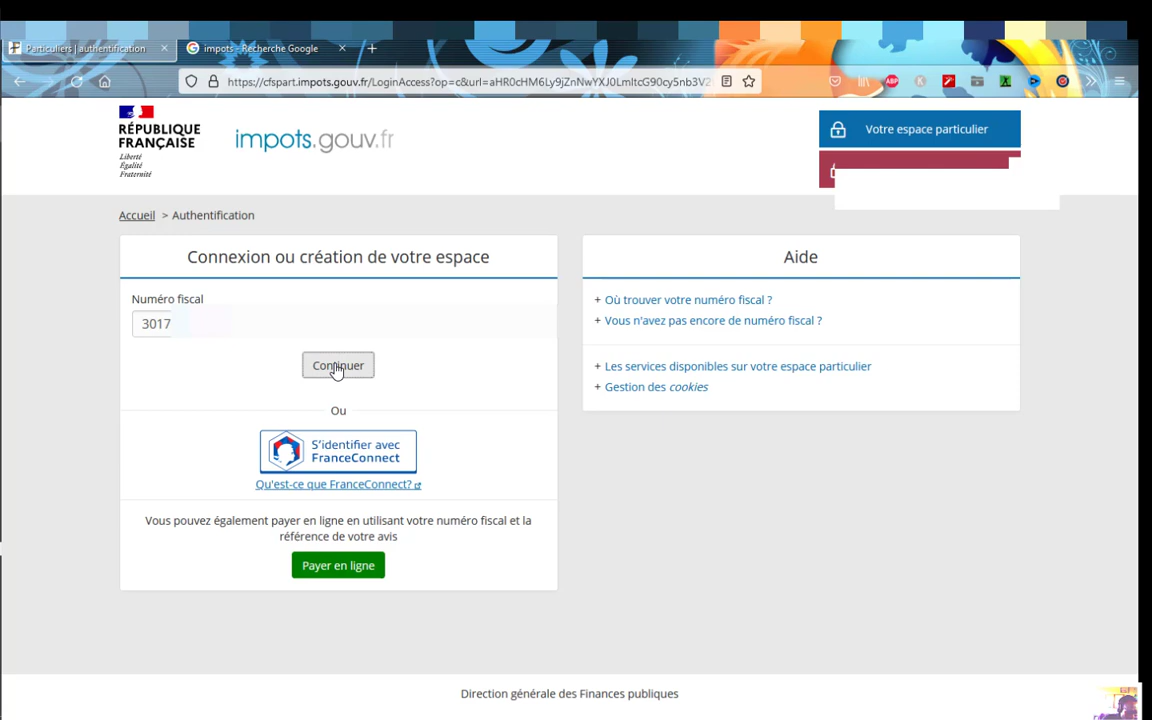 Particuliers | authentification
impots - Recherche Google
https://cfspart.impots.gouv.fr/LoginAccess?op=c&url=aHR0cHM6Ly9jZnNwYXJ0LmltcG90cy5nb3V2
RÉPUBLIQUE
FRANÇAISE
Liberté
Égalité
Fraternité
impots.gouv.fr
Votre espace particulier
Accueil > Authentification
Connexion ou création de votre espace
Numéro fiscal
3017
Continuer
Ou
S'identifier avec
FranceConnect
Qu'est-ce que FranceConnect?
Vous pouvez également payer en ligne en utilisant votre numéro fiscal et la
référence de votre avis
Payer en ligne
Aide
+ Où trouver votre numéro fiscal ?
+ Vous n'avez pas encore de numéro fiscal ?
+ Les services disponibles sur votre espace particulier
+ Gestion des cookies
Direction générale des Finances publiques
ABP